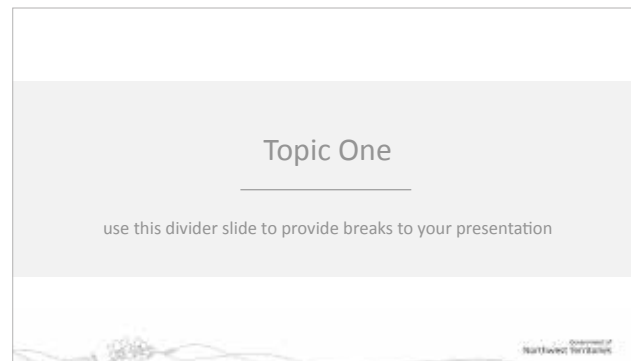 Topic One
use this divider slide to provide breaks to your presentation
Government of
Northwest Territories